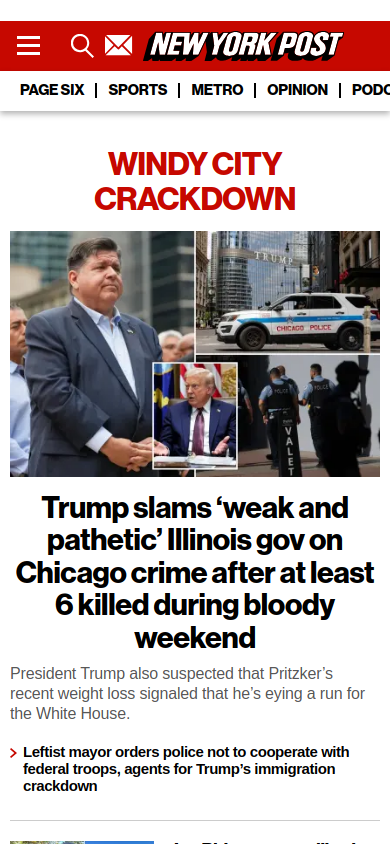 NEW YORK POST
PAGE SIX
SPORTS
METRO
OPINION
PODC
WINDY CITY
CRACKDOWN
TRUMP
CHICAGO POLICE
POLICE
POLICE
VALET
Trump slams ‘weak and
pathetic’ Illinois gov on
Chicago crime after at least
6 killed during bloody
weekend
President Trump also suspected that Pritzker’s
recent weight loss signaled that he’s eying a run for
the White House.
Leftist mayor orders police not to cooperate with
federal troops, agents for Trump’s immigration
crackdown